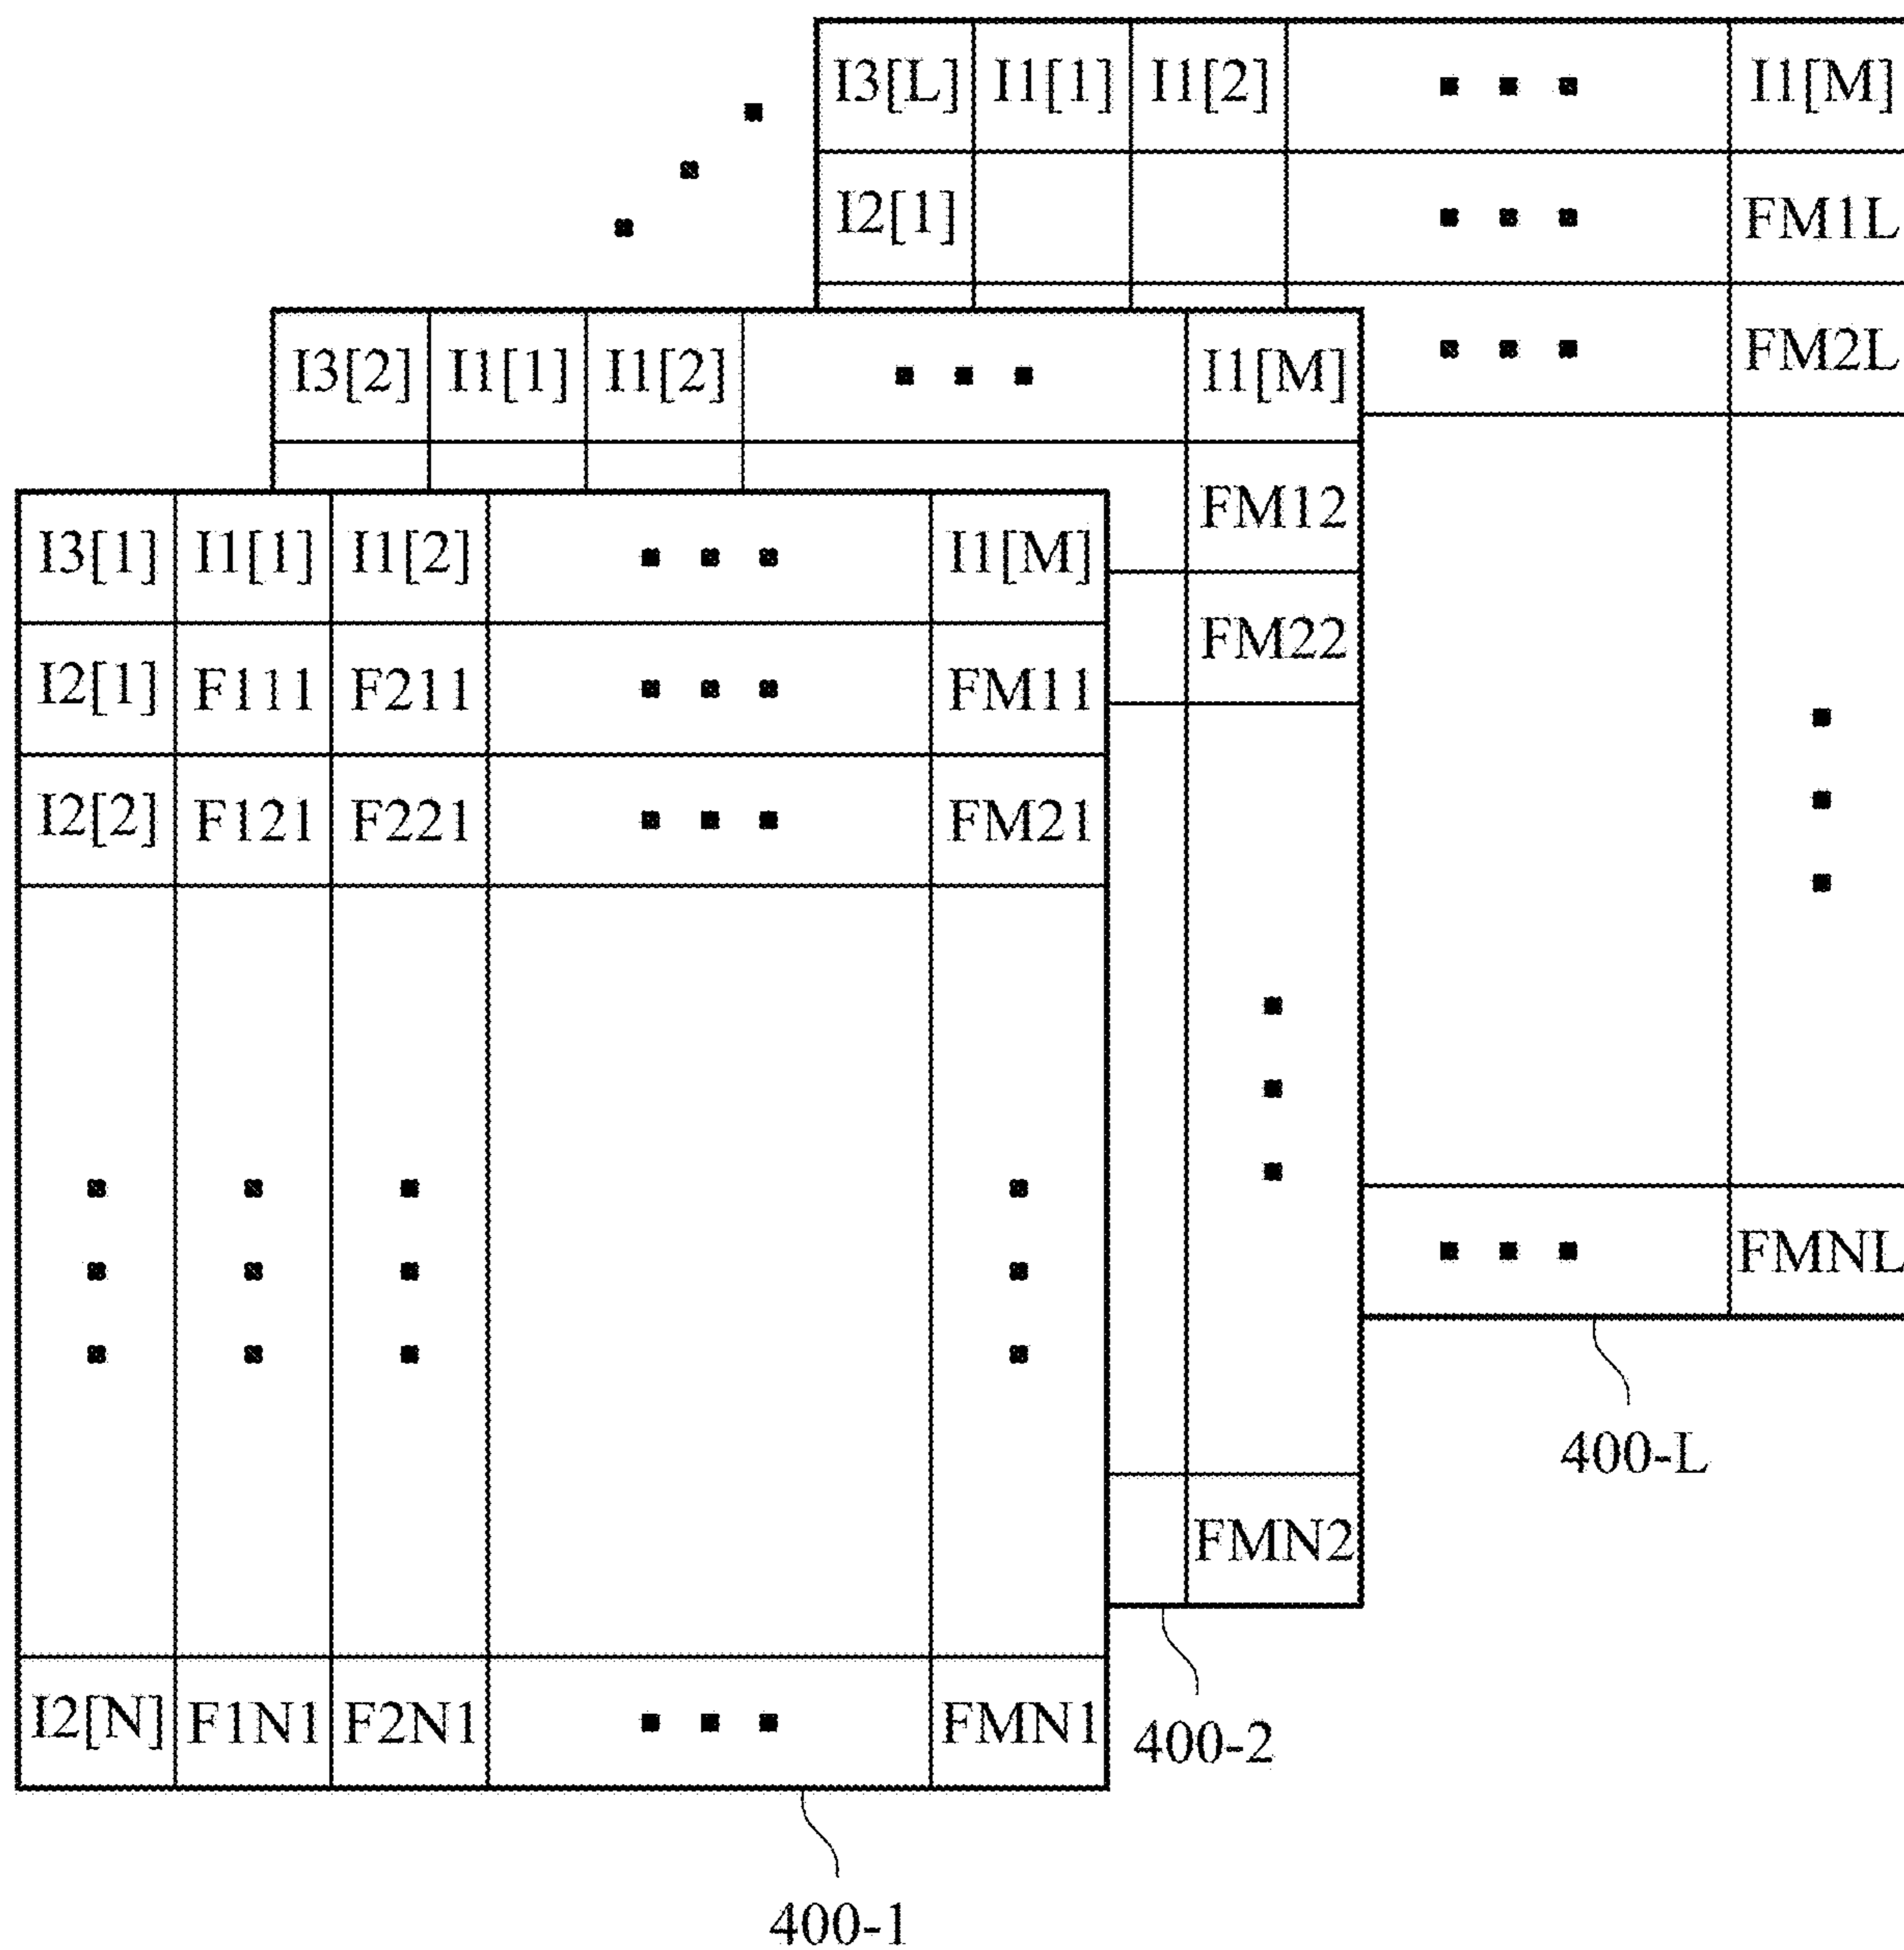 I3[L] I1[1] I1[2] ▪ ▪ ▪ I1[M]
I2[1] ▪ ▪ ▪ FM1L
▪ ▪ ▪ FM2L
▪ ▪ ▪ FMNL
400-L
I3[2] I1[1] I1[2] ▪ ▪ ▪ I1[M]
FM12
FM22
FMN2
400-2
I3[1] I1[1] I1[2] ▪ ▪ ▪ I1[M]
I2[1] F111 F211 ▪ ▪ ▪ FM11
I2[2] F121 F221 ▪ ▪ ▪ FM21
I2[N] F1N1 F2N1 ▪ ▪ ▪ FMN1
400-1